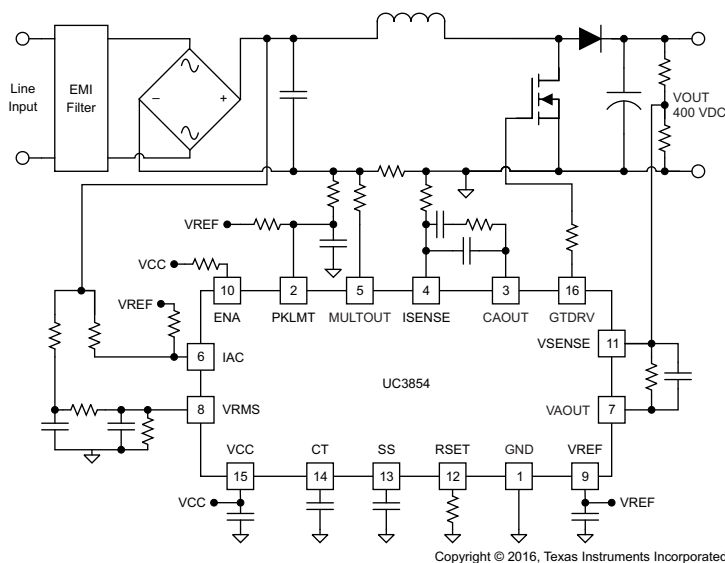 Line
Input
EMI
Filter
−
+
VOUT
400 VDC
VREF
VCC
VREF
10
2
5
4
3
16
ENA
PKLMT
MULTOUT
ISENSE
CAOUT
GTDRV
VSENSE
11
6
IAC
UC3854
8
VRMS
VAOUT
7
VCC
CT
SS
RSET
GND
VREF
15
14
13
12
1
9
VCC
VREF
Copyright © 2016, Texas Instruments Incorporated